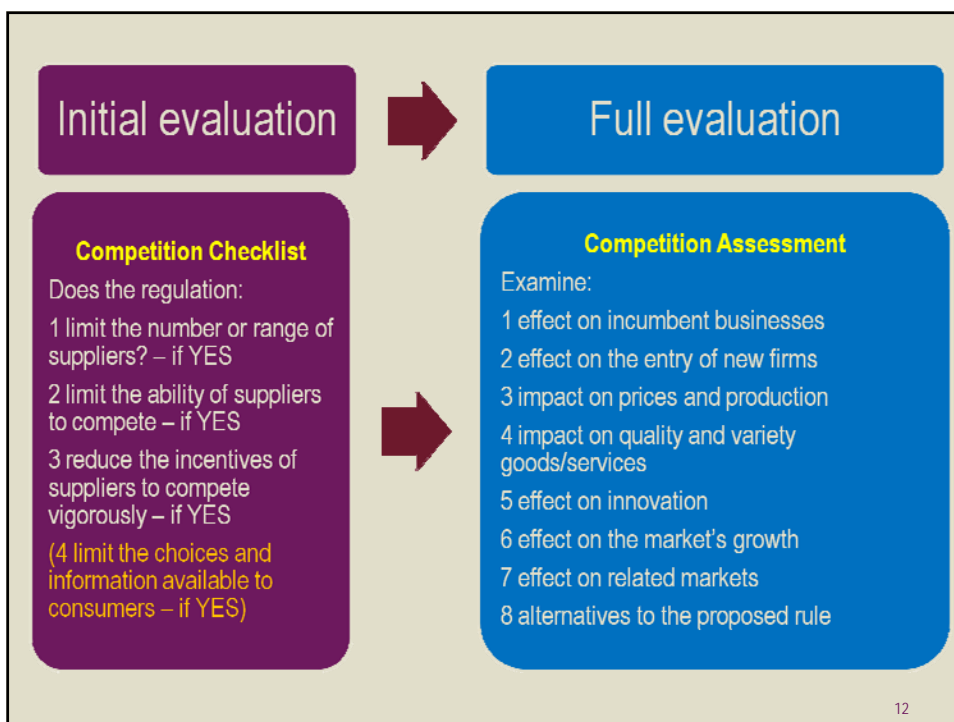 Initial evaluation
Full evaluation
Competition Checklist
Does the regulation:
1 limit the number or range of
suppliers? – if YES
2 limit the ability of suppliers
to compete – if YES
3 reduce the incentives of
suppliers to compete
vigorously – if YES
(4 limit the choices and
information available to
consumers – if YES)
Competition Assessment
Examine:
1 effect on incumbent businesses
2 effect on the entry of new firms
3 impact on prices and production
4 impact on quality and variety
goods/services
5 effect on innovation
6 effect on the market's growth
7 effect on related markets
8 alternatives to the proposed rule
12